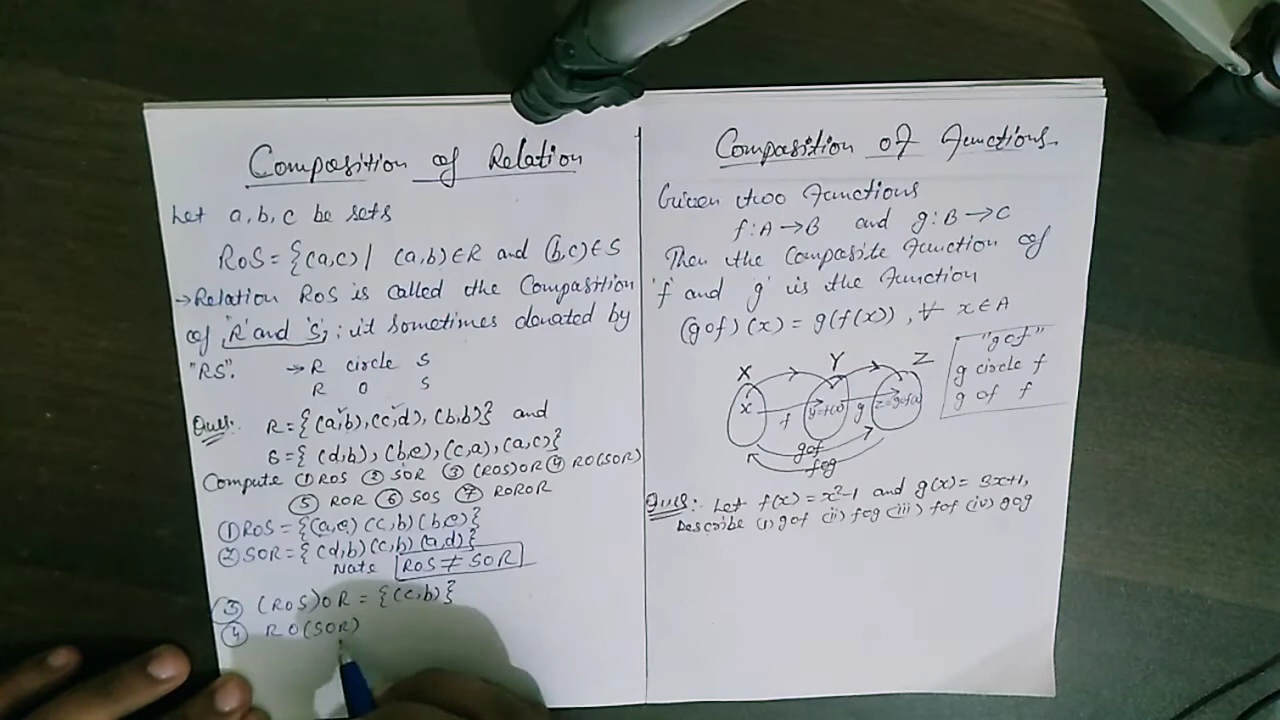 Composition of Relation
Let a, b, c be sets
RoS = {(a,c) | (a,b)∈R and (b,c)∈S
→ Relation RoS is called the Composition
of 'R' and 'S'; it sometimes donated by
"RS". → R circle S
R O S
Ques:. R = {(a,b), (c,d), (b,b)} and
S = { (d,b), (b,e), (c,a), (a,c)}
Compute ① ROS ② SOR ③ (ROS)OR ④ RO(SOR)
⑤ ROR ⑥ SOS ⑦ ROROR
① ROS = {(a,e) (c,b) (b,e)}
② SOR = { (d,b) (c,b) (a,d)}
Note ROS ≠ SOR
③ (ROS)OR = {(c,b)}
④ RO(SOR)
Composition of Functions
Given two Functions
f: A → B and g: B → C
Then the Composite Function of
'f' and 'g' is the Function
(gof)(x) = g(f(x)), ∀ x ∈ A
"gof"
g circle f
g of f
X Y Z
x f y=f(x) g z=gof(x)
gof
fog
Ques:. Let f(x) = x²-1 and g(x) = 3x+1,
Describe (i) gof (ii) fog (iii) fof (iv) gog